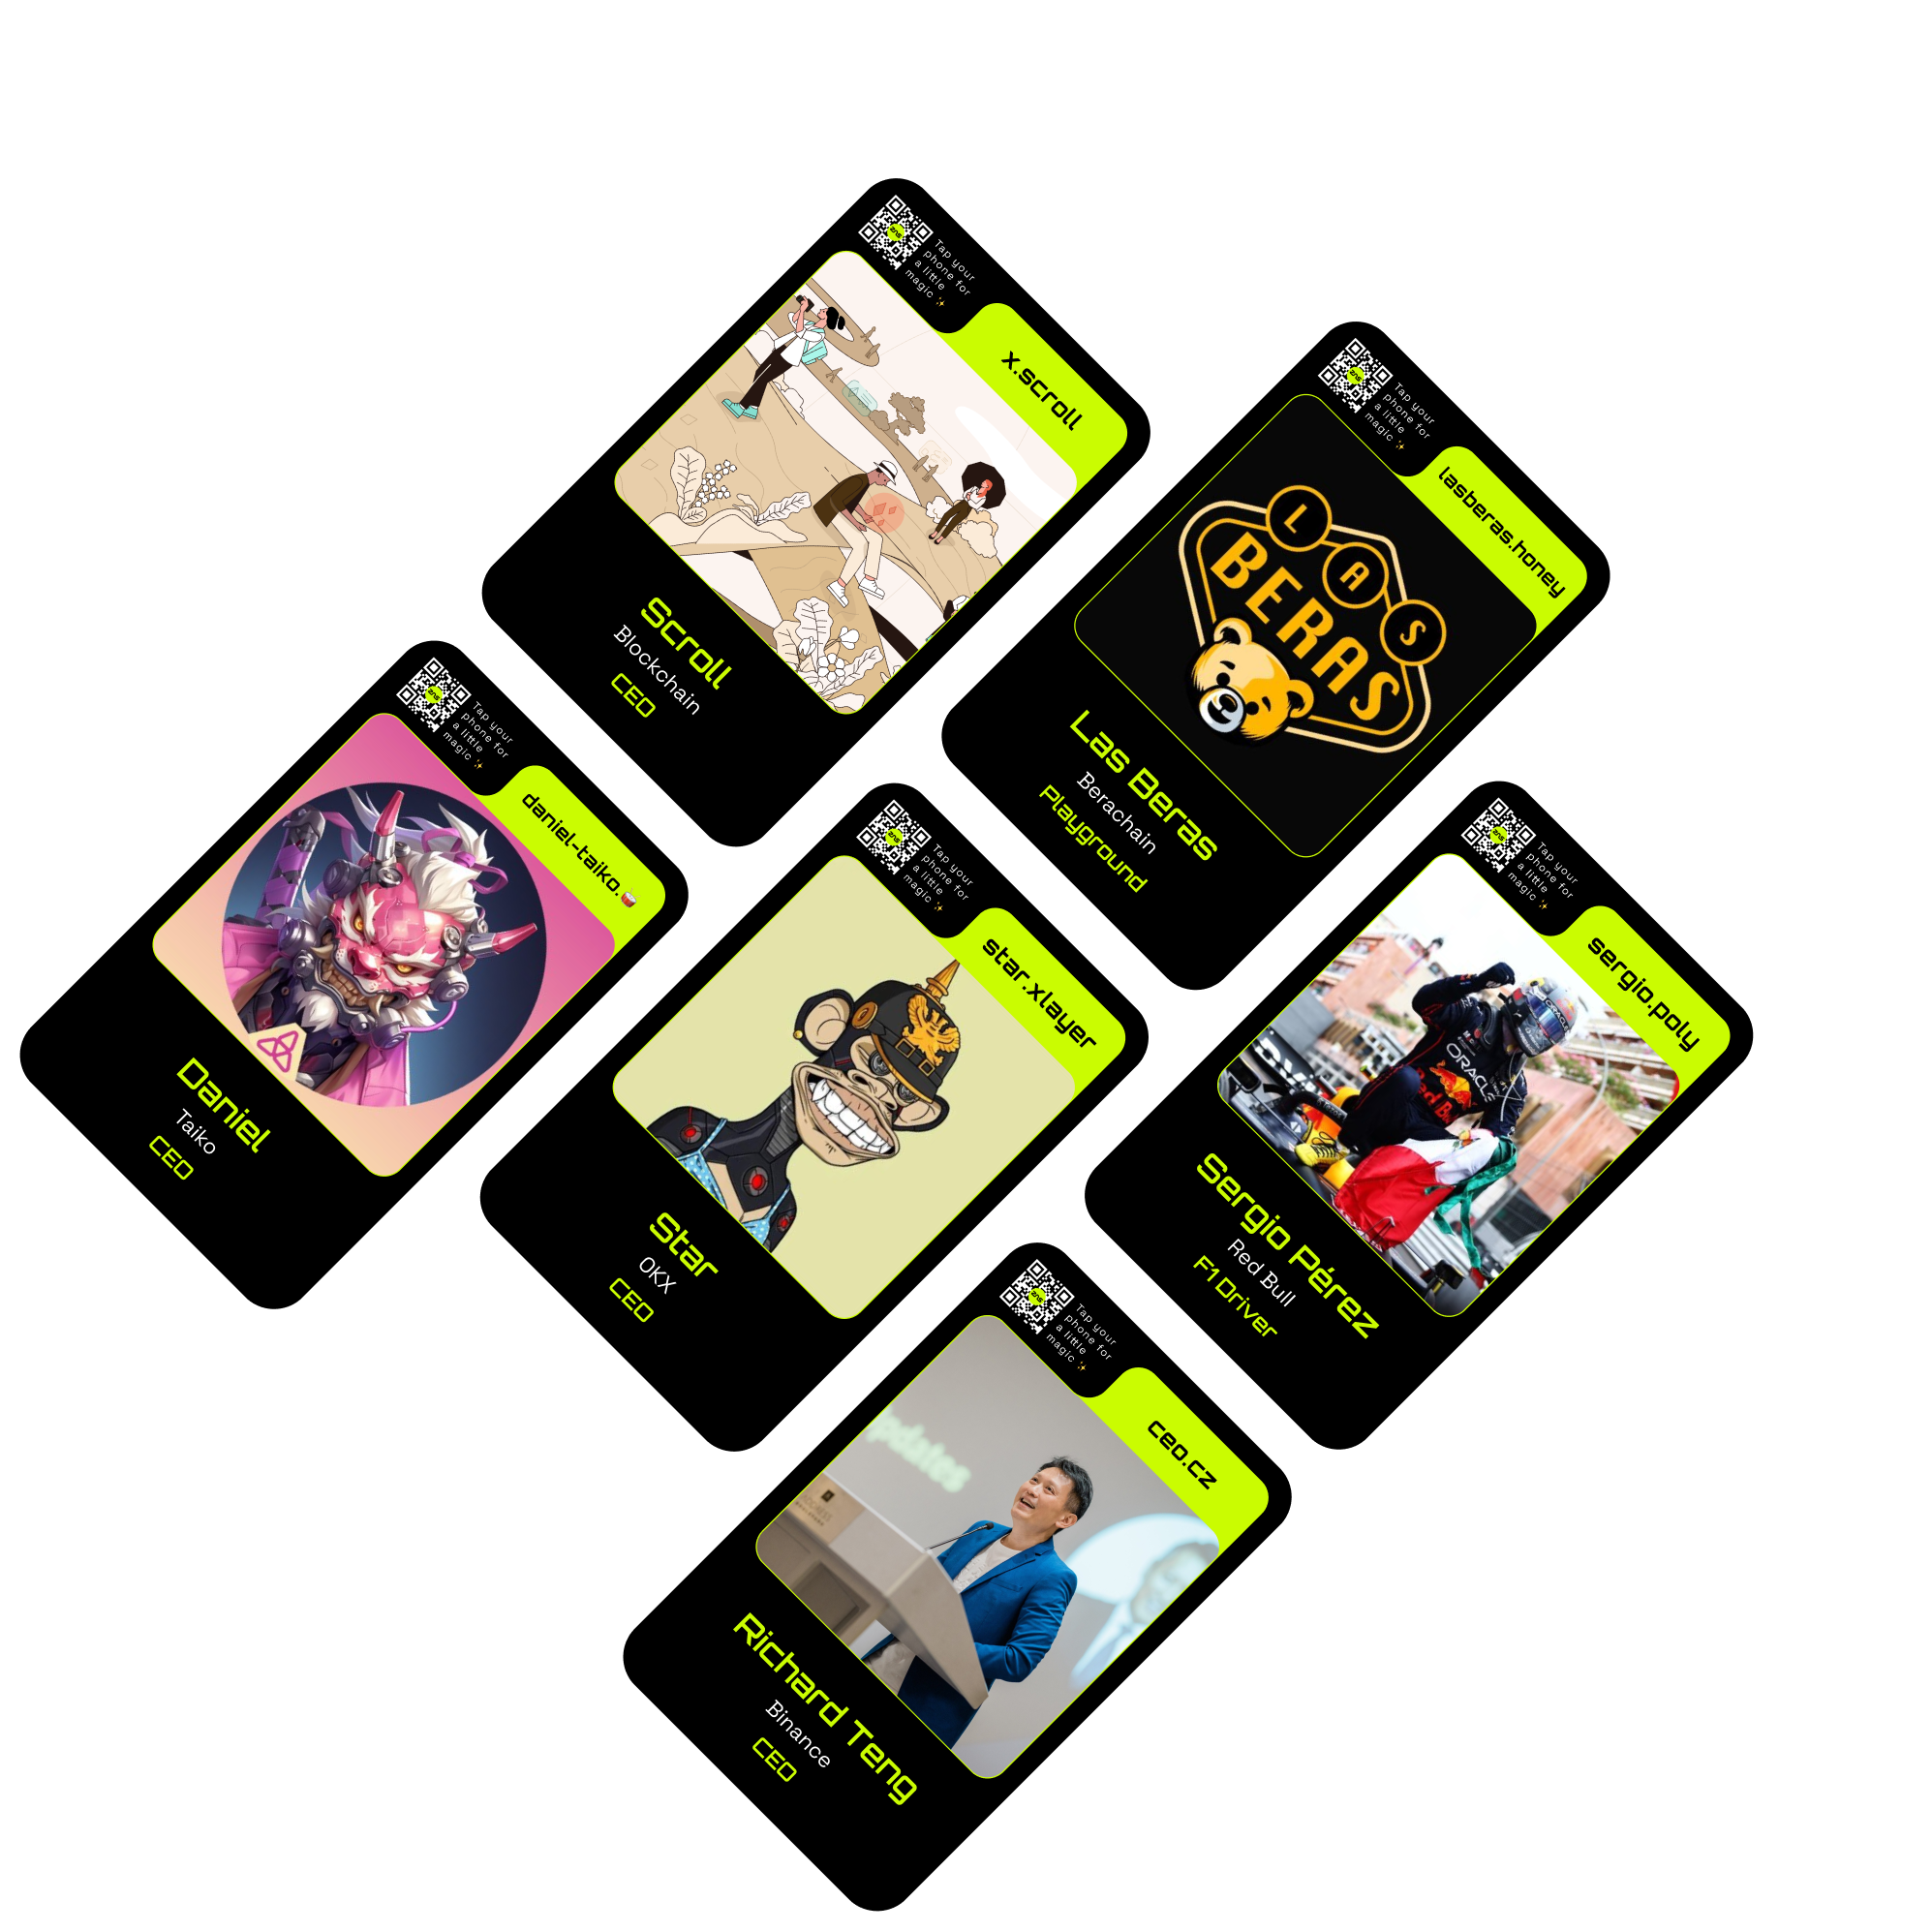 Tap your
phone for
a little
magic ✨
x.scroll
Scroll
Blockchain
CEO
Tap your
phone for
a little
magic ✨
lasberas.honey
LAS
BERAS
Las Beras
Berachain
Playground
Tap your
phone for
a little
magic ✨
daniel-taiko.🥁
Daniel
Taiko
CEO
Tap your
phone for
a little
magic ✨
star.xlayer
Star
OKX
CEO
Tap your
phone for
a little
magic ✨
sergio.poly
ORACLE
Red Bull
Sergio Pérez
Red Bull
F1 Driver
Tap your
phone for
a little
magic ✨
ceo.cz
updates
Richard Teng
Binance
CEO